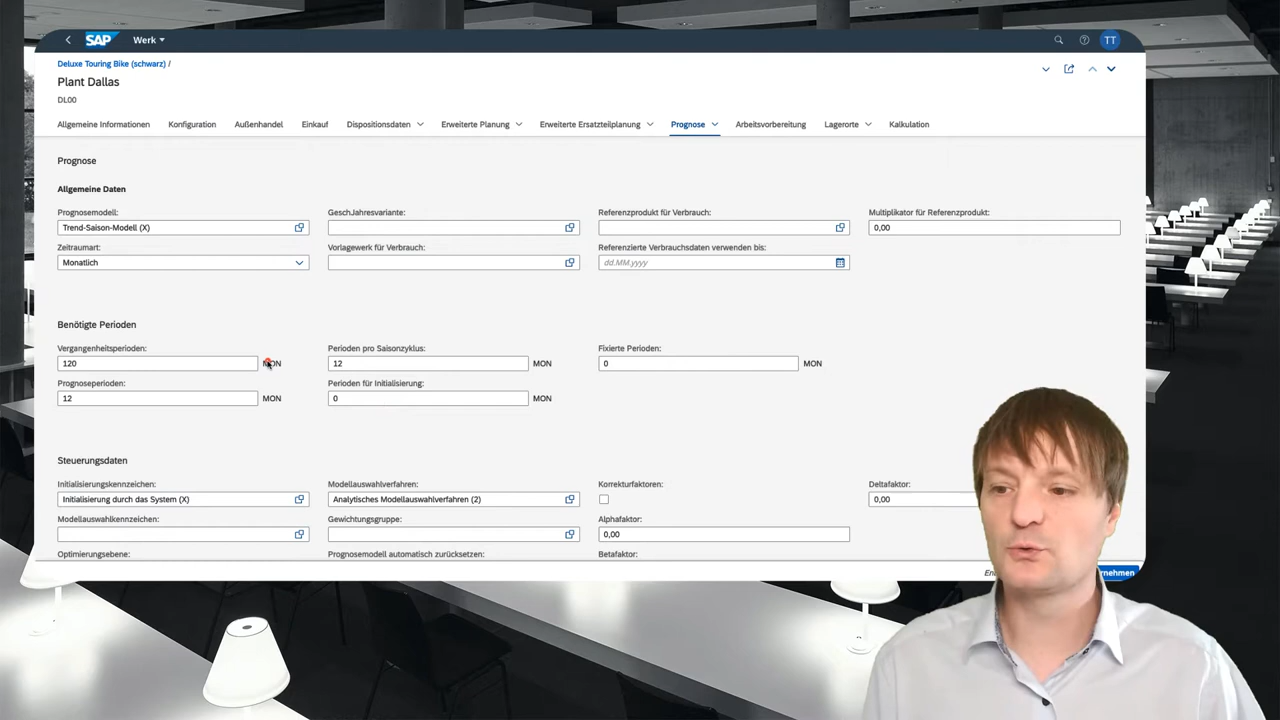 SAP Werk TT
Deluxe Touring Bike (schwarz) /
Plant Dallas
DL00
Allgemeine Informationen Konfiguration Außenhandel Einkauf Dispositionsdaten Erweiterte Planung Erweiterte Ersatzteilplanung Prognose Arbeitsvorbereitung Lagerorte Kalkulation
Prognose
Allgemeine Daten
Prognosemodell: GeschJahresvariante: Referenzprodukt für Verbrauch: Multiplikator für Referenzprodukt:
Trend-Saison-Modell (X) 0,00
Zeitraumart: Vorlagewerk für Verbrauch: Referenzierte Verbrauchsdaten verwenden bis:
Monatlich dd.MM.yyyy
Benötigte Perioden
Vergangenheitsperioden: Perioden pro Saisonzyklus: Fixierte Perioden:
120 MON 12 MON 0 MON
Prognoseperioden: Perioden für Initialisierung:
12 MON 0 MON
Steuerungsdaten
Initialisierungskennzeichen: Modellauswahlverfahren: Korrekturfaktoren: Deltafaktor:
Initialisierung durch das System (X) Analytisches Modellauswahlverfahren (2) 0,00
Modellauswahlkennzeichen: Gewichtungsgruppe: Alphafaktor:
0,00
Optimierungsebene: Prognosemodell automatisch zurücksetzen: Betafaktor: